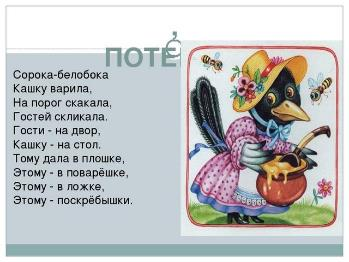 ПОТЕ
Сорока-белобока
Кашку варила,
На порог скакала,
Гостей скликала.
Гости - на двор,
Кашку - на стол.
Тому дала в плошке,
Этому - в поварёшке,
Этому - в ложке,
Этому - поскрёбышки.